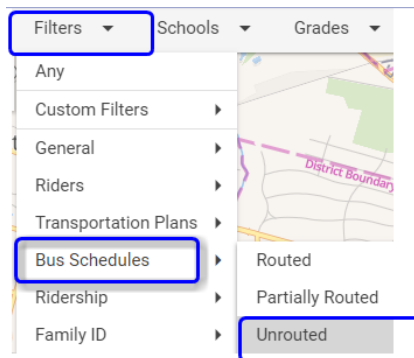 Filters Schools Grades
Any
Custom Filters
General
Riders
Transportation Plans
Bus Schedules
Ridership
Family ID
District Boundary
Routed
Partially Routed
Unrouted